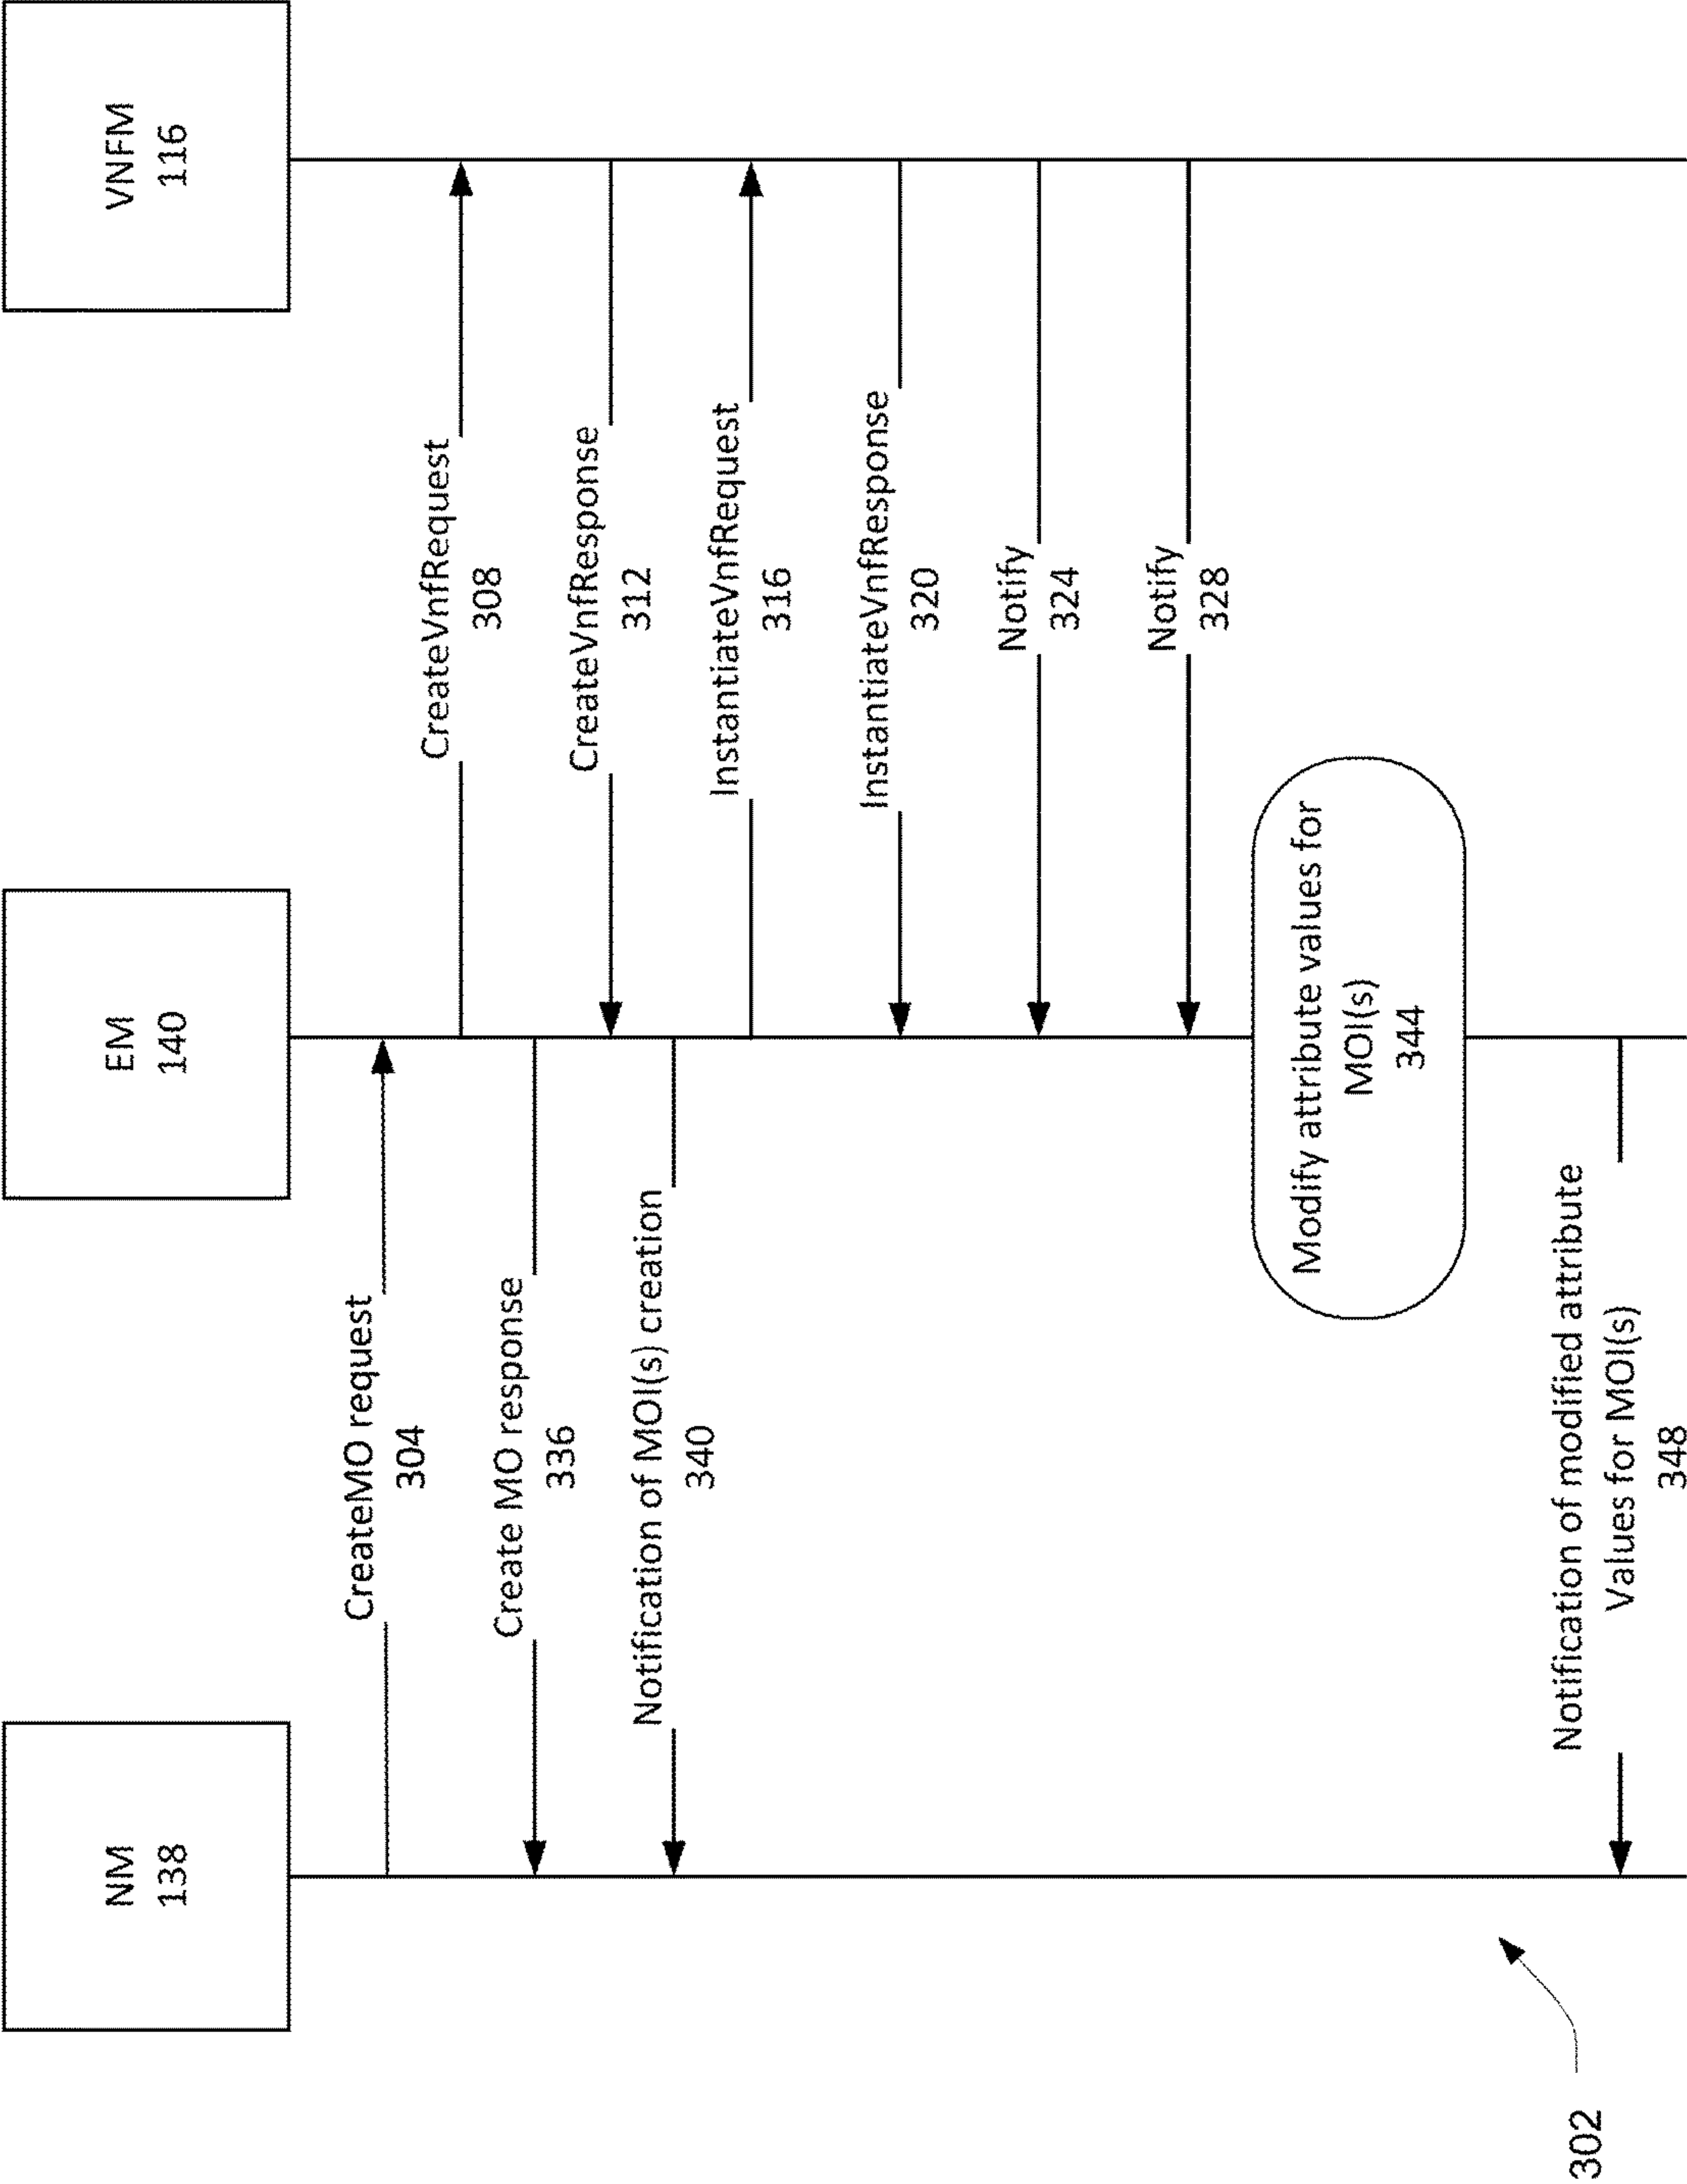 NM
138
EM
140
VNFM
116
CreateMO request
304
CreateVnfRequest
308
Create MO response
336
CreateVnfResponse
312
Notification of MOI(s) creation
340
InstantiateVnfRequest
316
InstantiateVnfResponse
320
Notify
324
Notify
328
Modify attribute values for
MOI(s)
344
Notification of modified attribute
Values for MOI(s)
348
302